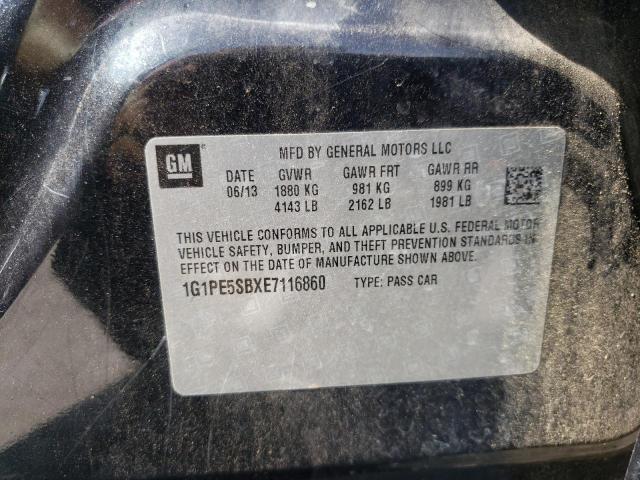 GM
MFD BY GENERAL MOTORS LLC
DATE GVWR GAWR FRT GAWR RR
06/13 1880 KG 981 KG 899 KG
4143 LB 2162 LB 1981 LB
THIS VEHICLE CONFORMS TO ALL APPLICABLE U.S. FEDERAL MOTOR
VEHICLE SAFETY, BUMPER, AND THEFT PREVENTION STANDARDS IN
EFFECT ON THE DATE OF MANUFACTURE SHOWN ABOVE.
1G1PE5SBXE7116860 TYPE: PASS CAR